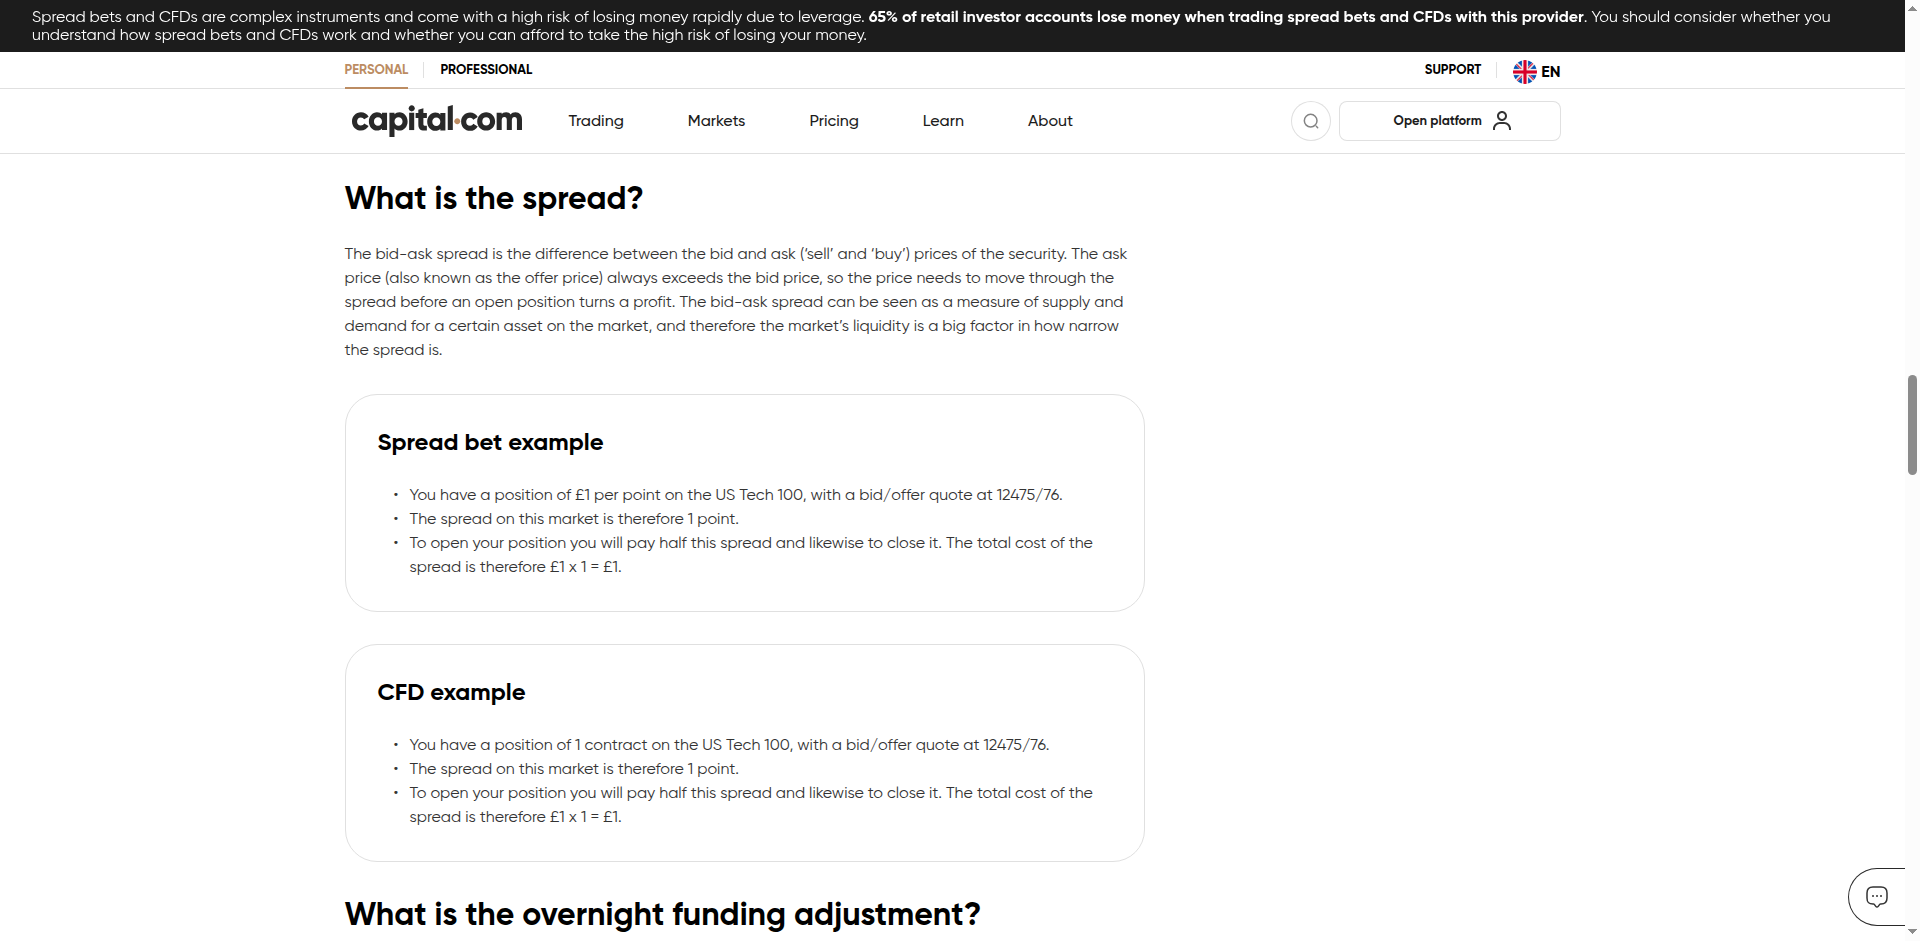 Spread bets and CFDs are complex instruments and come with a high risk of losing money rapidly due to leverage. 65% of retail investor accounts lose money when trading spread bets and CFDs with this provider. You should consider whether you
understand how spread bets and CFDs work and whether you can afford to take the high risk of losing your money.
PERSONAL PROFESSIONAL SUPPORT EN
capital.com Trading Markets Pricing Learn About Open platform
What is the spread?
The bid-ask spread is the difference between the bid and ask (‘sell’ and ‘buy’) prices of the security. The ask
price (also known as the offer price) always exceeds the bid price, so the price needs to move through the
spread before an open position turns a profit. The bid-ask spread can be seen as a measure of supply and
demand for a certain asset on the market, and therefore the market’s liquidity is a big factor in how narrow
the spread is.
Spread bet example
• You have a position of £1 per point on the US Tech 100, with a bid/offer quote at 12475/76.
• The spread on this market is therefore 1 point.
• To open your position you will pay half this spread and likewise to close it. The total cost of the
spread is therefore £1 x 1 = £1.
CFD example
• You have a position of 1 contract on the US Tech 100, with a bid/offer quote at 12475/76.
• The spread on this market is therefore 1 point.
• To open your position you will pay half this spread and likewise to close it. The total cost of the
spread is therefore £1 x 1 = £1.
What is the overnight funding adjustment?